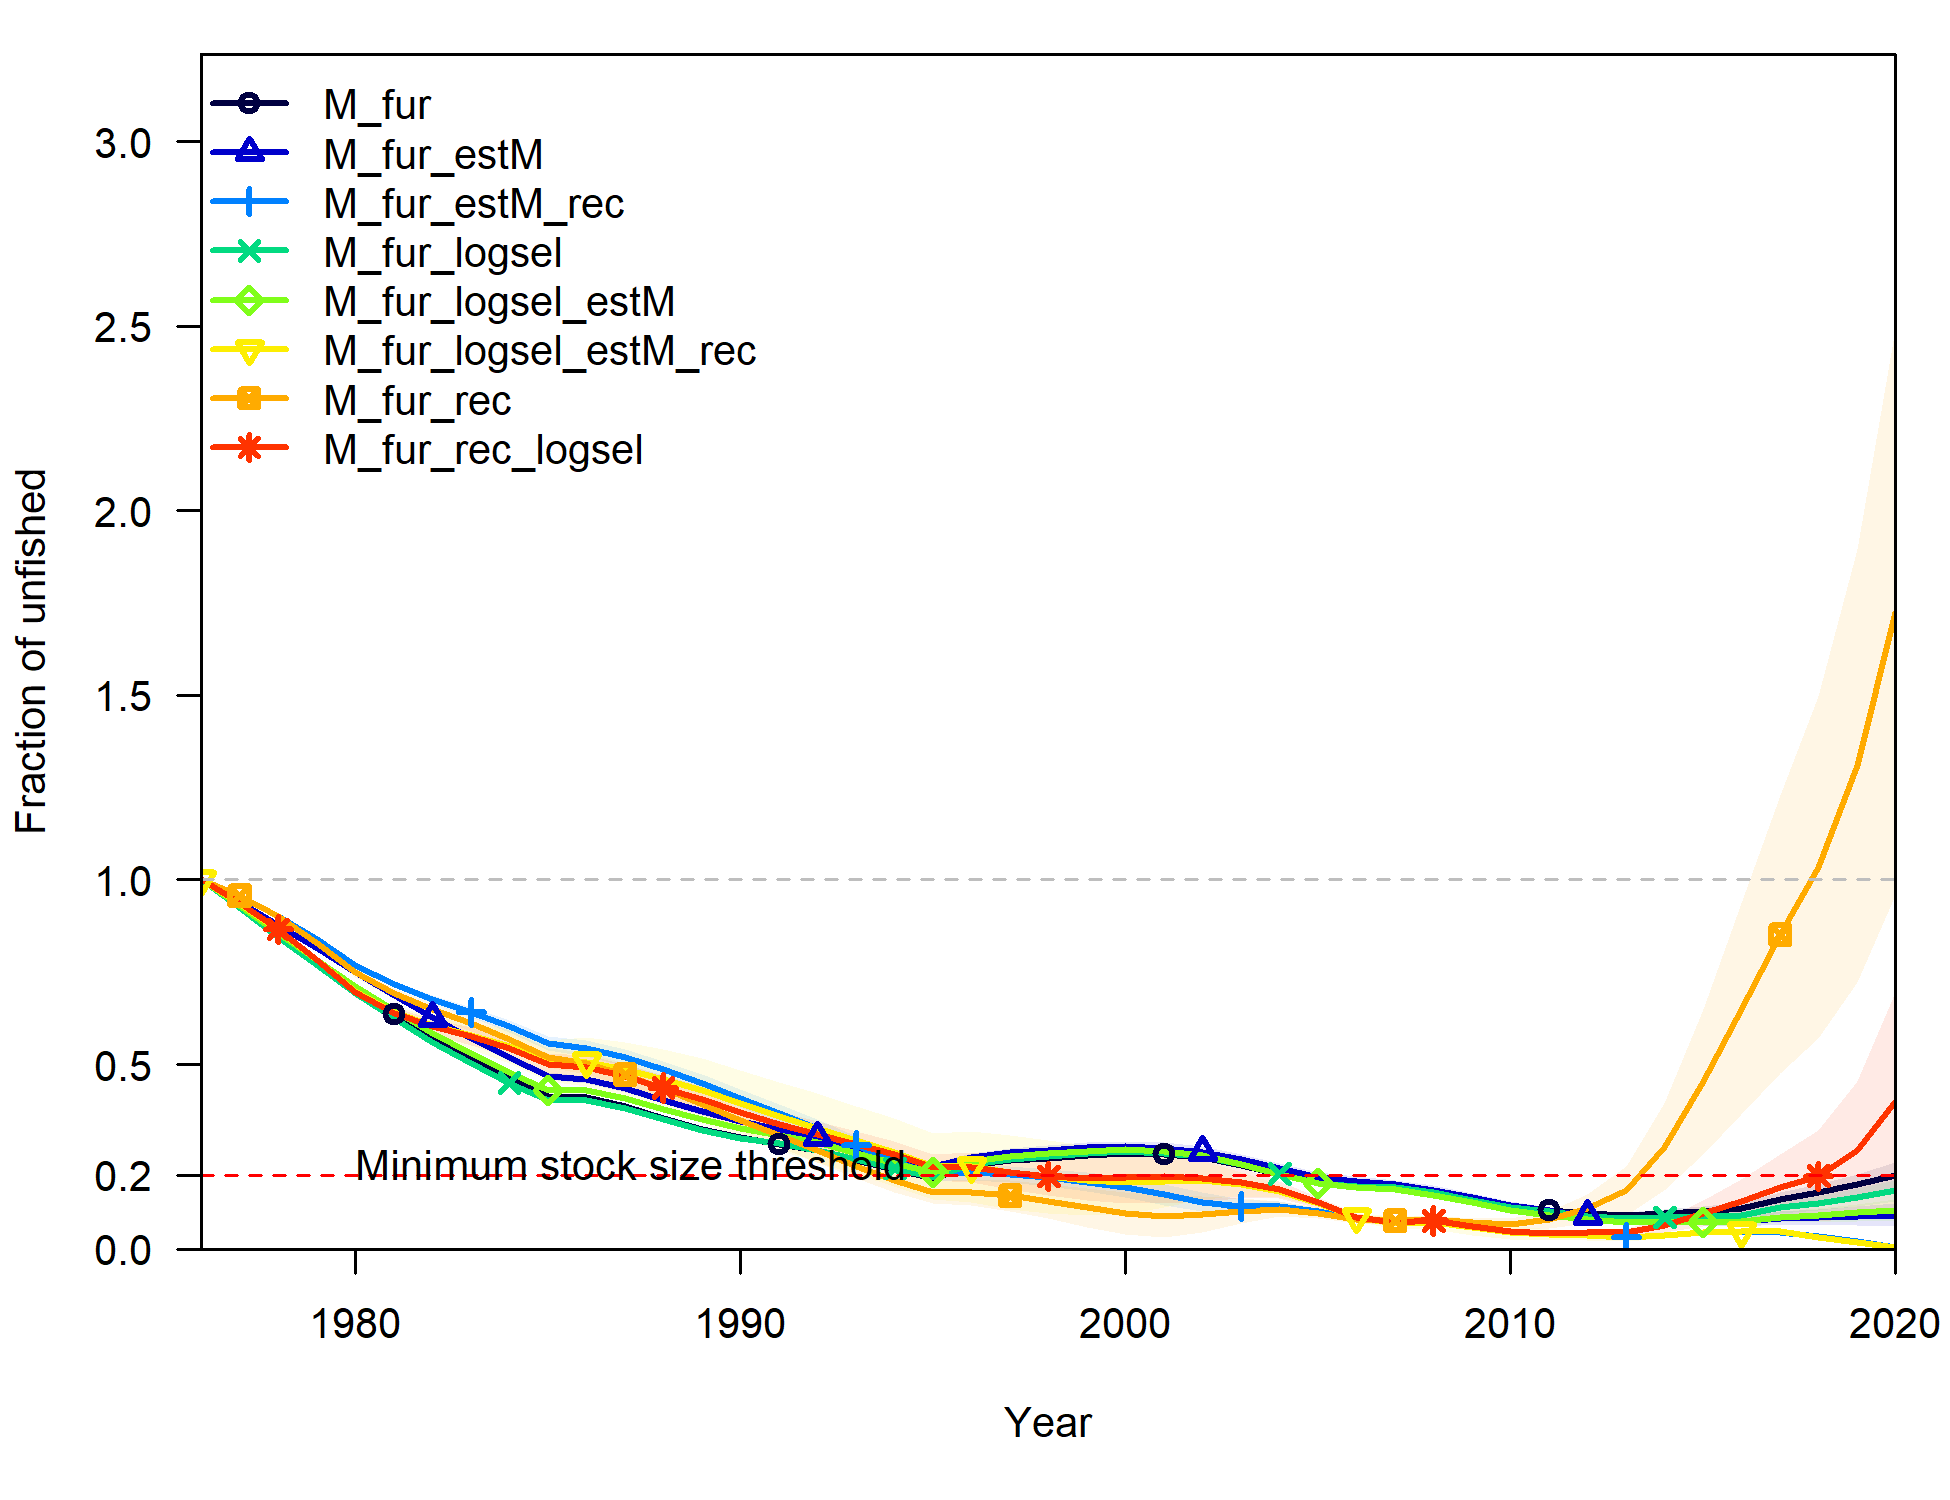 M_fur
M_fur_estM
M_fur_estM_rec
M_fur_logsel
M_fur_logsel_estM
M_fur_logsel_estM_rec
M_fur_rec
M_fur_rec_logsel
3.0
2.5
2.0
1.5
1.0
0.5
0.2
0.0
Fraction of unfished
Minimum stock size threshold
1980 1990 2000 2010 2020
Year